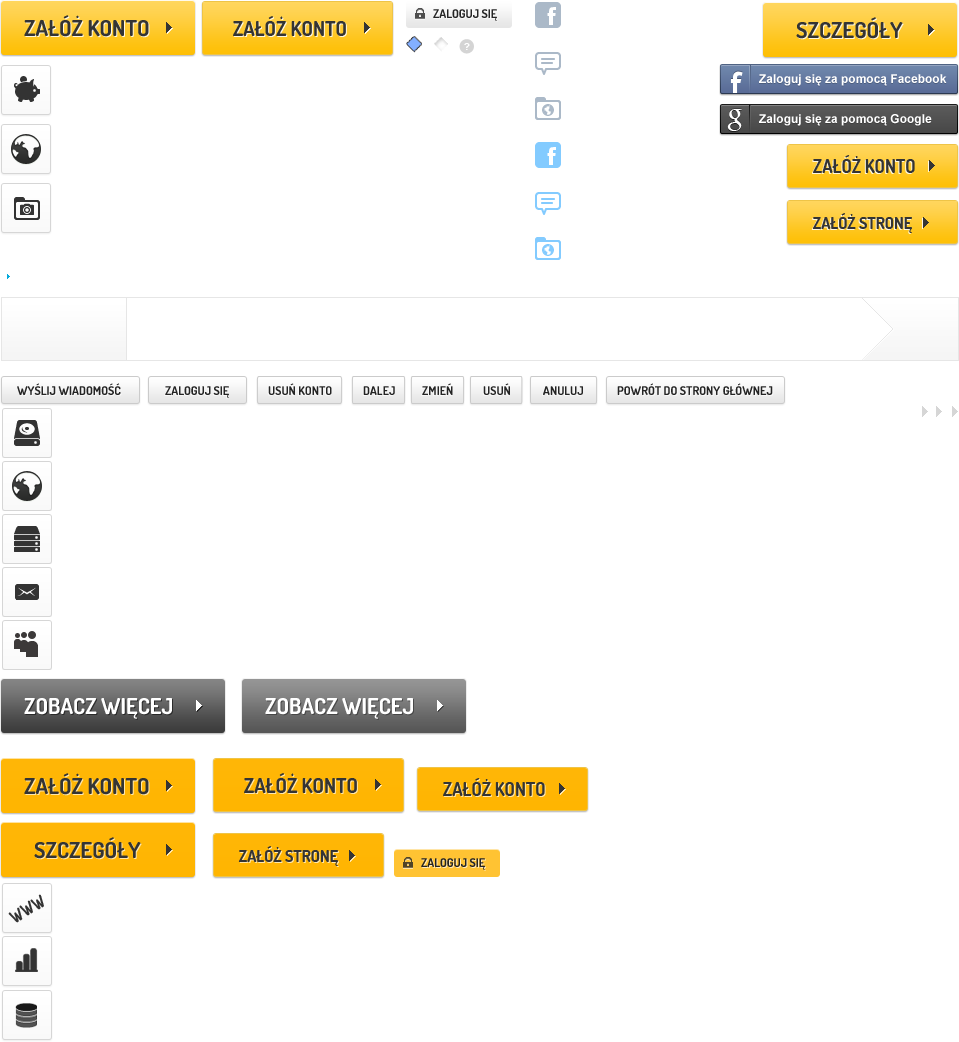 ZAŁÓŻ KONTO
ZAŁÓŻ KONTO
ZALOGUJ SIĘ
SZCZEGÓŁY
Zaloguj się za pomocą Facebook
Zaloguj się za pomocą Google
ZAŁÓŻ KONTO
ZAŁÓŻ STRONĘ
WYŚLIJ WIADOMOŚĆ
ZALOGUJ SIĘ
USUŃ KONTO
DALEJ
ZMIEŃ
USUŃ
ANULUJ
POWRÓT DO STRONY GŁÓWNEJ
ZOBACZ WIĘCEJ
ZOBACZ WIĘCEJ
ZAŁÓŻ KONTO
ZAŁÓŻ KONTO
ZAŁÓŻ KONTO
SZCZEGÓŁY
ZAŁÓŻ STRONĘ
ZALOGUJ SIĘ
WWW